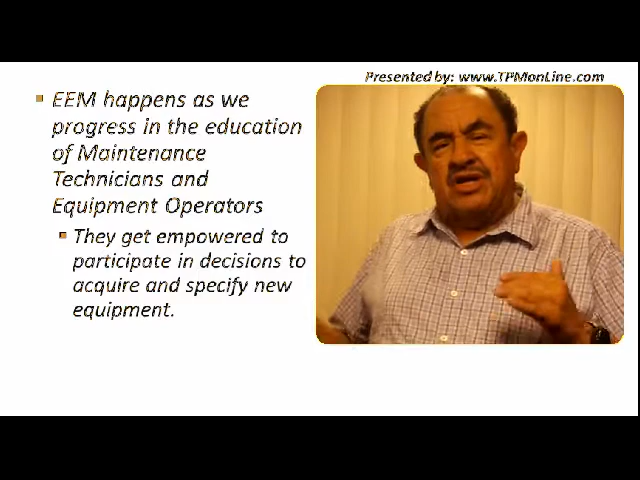 Presented by: www.TPMonLine.com
EEM happens as we
progress in the education
of Maintenance
Technicians and
Equipment Operators
They get empowered to
participate in decisions to
acquire and specify new
equipment.